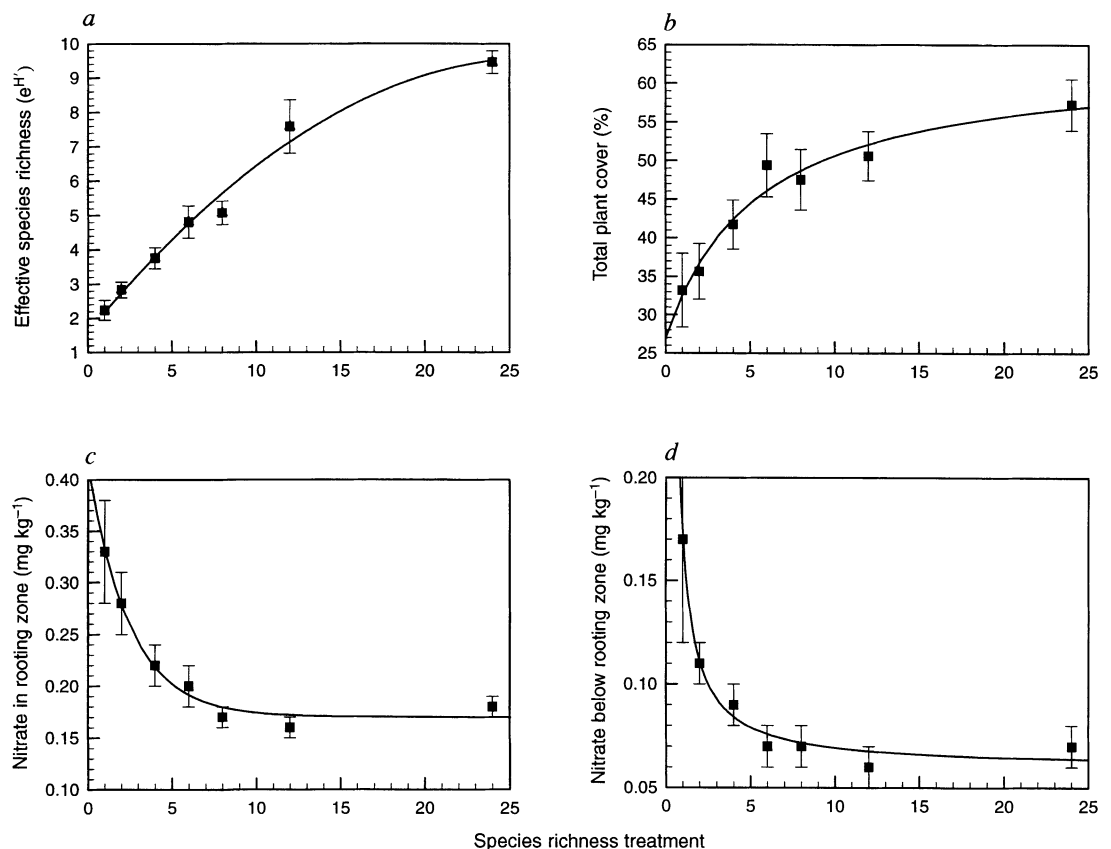 a
Effective species richness (eH′)
10
9
8
7
6
5
4
3
2
1
0 5 10 15 20 25
b
Total plant cover (%)
65
60
55
50
45
40
35
30
25
0 5 10 15 20 25
c
Nitrate in rooting zone (mg kg−1)
0.40
0.35
0.30
0.25
0.20
0.15
0.10
0 5 10 15 20 25
d
Nitrate below rooting zone (mg kg−1)
0.20
0.15
0.10
0.05
0 5 10 15 20 25
Species richness treatment